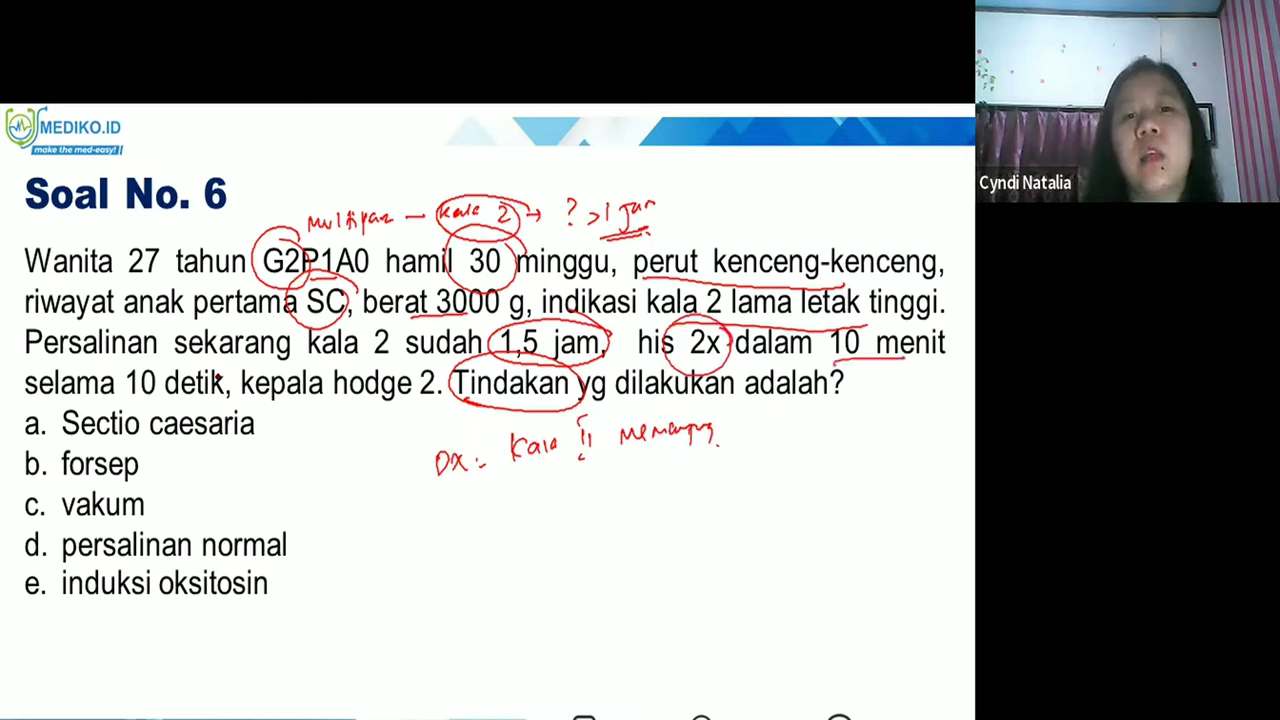 MEDIKO.ID
make the med-easy!
Cyndi Natalia
Soal No. 6
multipar – kala 2 → ? >1 jam
Wanita 27 tahun G2P1A0 hamil 30 minggu, perut kenceng-kenceng,
riwayat anak pertama SC, berat 3000 g, indikasi kala 2 lama letak tinggi.
Persalinan sekarang kala 2 sudah 1,5 jam, his 2x dalam 10 menit
selama 10 detik, kepala hodge 2. Tindakan yg dilakukan adalah?
a. Sectio caesaria
DX: Kala II
b. forsep
c. vakum
d. persalinan normal
e. induksi oksitosin